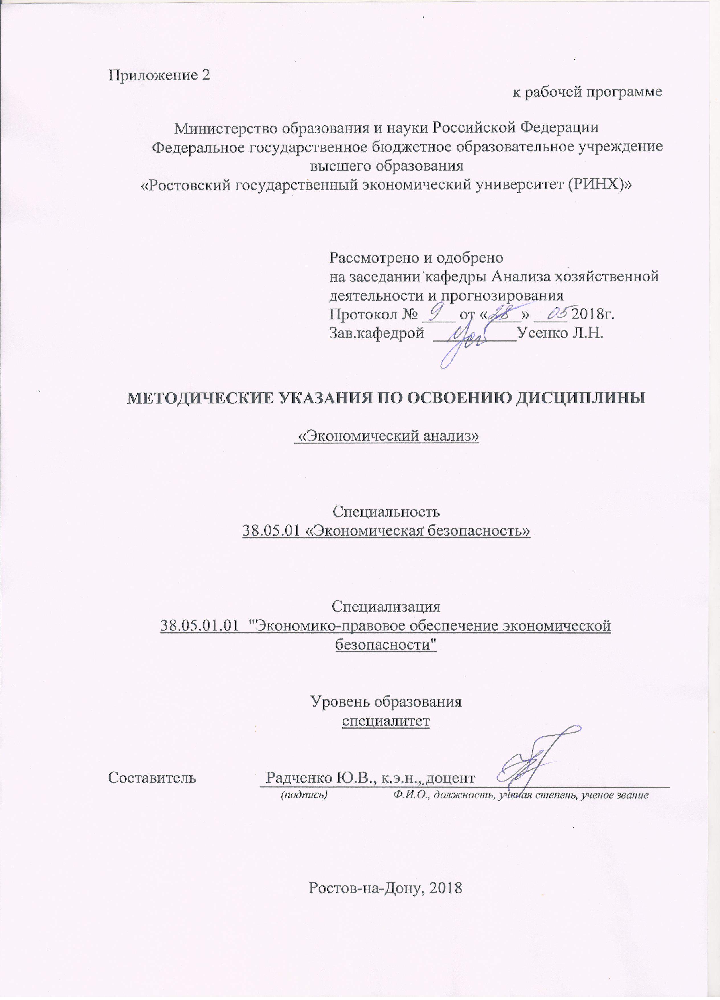 Приложение 2
к рабочей программе
Министерство образования и науки Российской Федерации
Федеральное государственное бюджетное образовательное учреждение
высшего образования
«Ростовский государственный экономический университет (РИНХ)»
Рассмотрено и одобрено
на заседании кафедры Анализа хозяйственной
деятельности и прогнозирования
Протокол № 9 от «28» 05 2018г.
Зав.кафедрой ___________Усенко Л.Н.
МЕТОДИЧЕСКИЕ УКАЗАНИЯ ПО ОСВОЕНИЮ ДИСЦИПЛИНЫ
«Экономический анализ»
Специальность
38.05.01 «Экономическая безопасность»
Специализация
38.05.01.01 "Экономико-правовое обеспечение экономической
безопасности"
Уровень образования
специалитет
Составитель Радченко Ю.В., к.э.н., доцент
(подпись) Ф.И.О., должность, ученая степень, ученое звание
Ростов-на-Дону, 2018